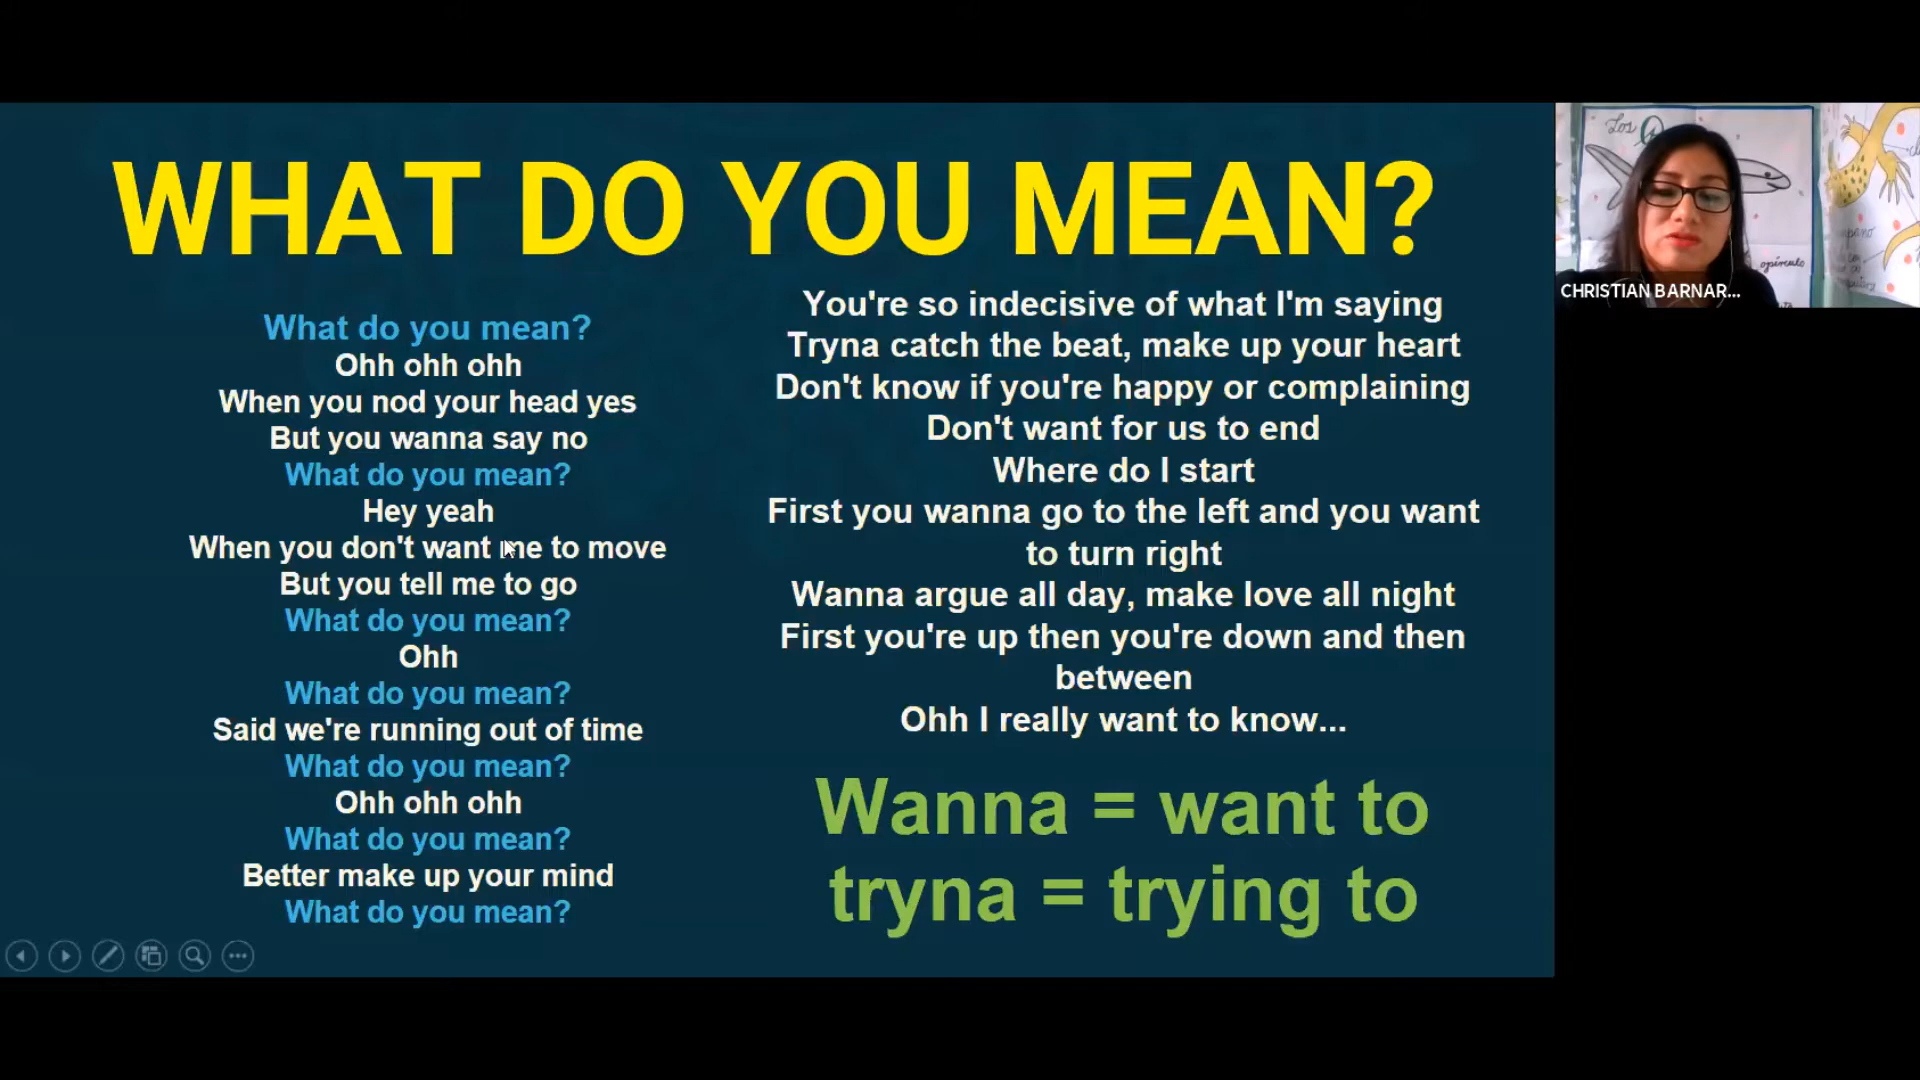 WHAT DO YOU MEAN?
What do you mean?
Ohh ohh ohh
When you nod your head yes
But you wanna say no
What do you mean?
Hey yeah
When you don't want me to move
But you tell me to go
What do you mean?
Ohh
What do you mean?
Said we're running out of time
What do you mean?
Ohh ohh ohh
What do you mean?
Better make up your mind
What do you mean?
You're so indecisive of what I'm saying
Tryna catch the beat, make up your heart
Don't know if you're happy or complaining
Don't want for us to end
Where do I start
First you wanna go to the left and you want
to turn right
Wanna argue all day, make love all night
First you're up then you're down and then
between
Ohh I really want to know...
Wanna = want to
tryna = trying to
Los
opérculo
CHRISTIAN BARNAR...